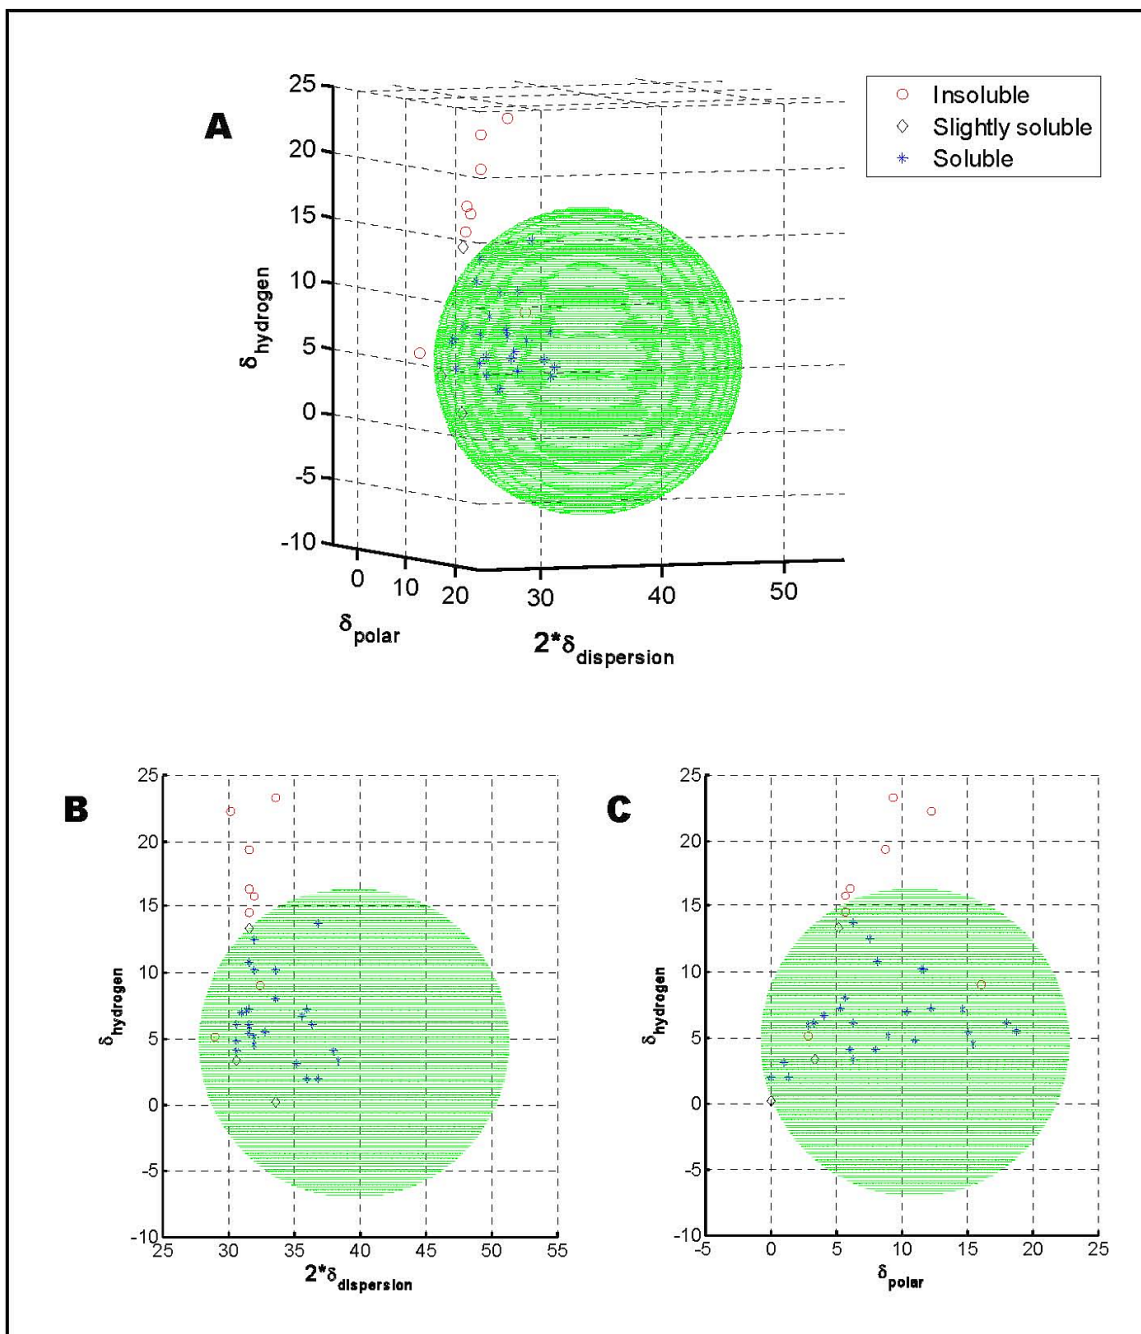 A
25
20
15
10
5
0
-5
-10
δhydrogen
0 10 20 30 40 50
δpolar
2*δdispersion
Insoluble
Slightly soluble
Soluble
B
25
20
15
10
5
0
-5
-10
δhydrogen
25 30 35 40 45 50 55
2*δdispersion
C
25
20
15
10
5
0
-5
-10
δhydrogen
-5 0 5 10 15 20 25
δpolar